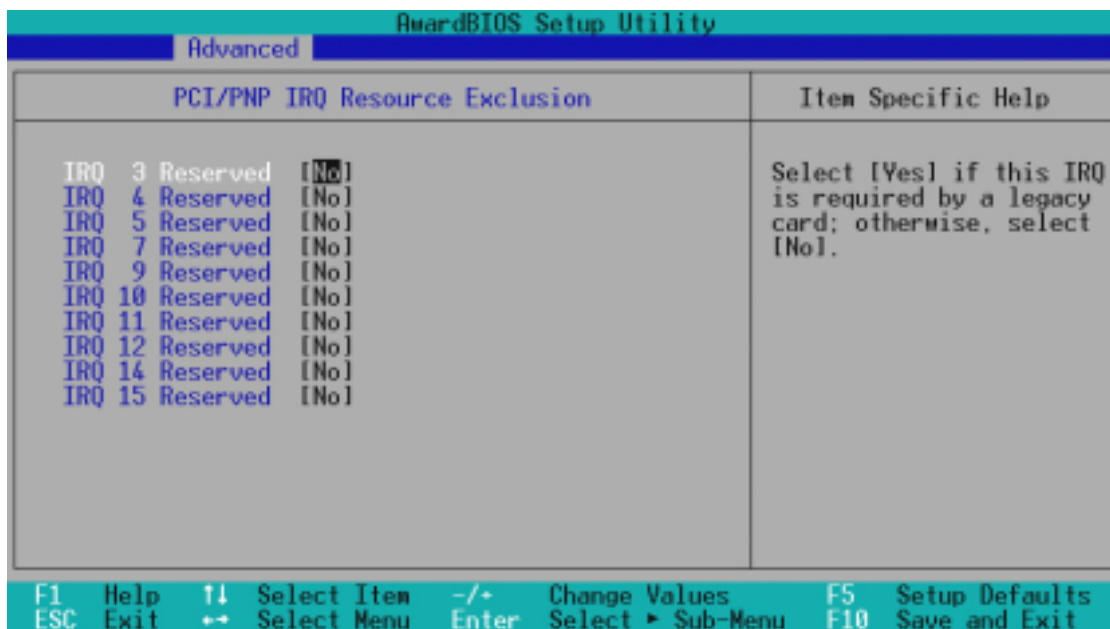 AwardBIOS Setup Utility
Advanced
PCI/PNP IRQ Resource Exclusion
IRQ 3 Reserved [No]
IRQ 4 Reserved [No]
IRQ 5 Reserved [No]
IRQ 7 Reserved [No]
IRQ 9 Reserved [No]
IRQ 10 Reserved [No]
IRQ 11 Reserved [No]
IRQ 12 Reserved [No]
IRQ 14 Reserved [No]
IRQ 15 Reserved [No]
Item Specific Help
Select [Yes] if this IRQ
is required by a legacy
card; otherwise, select
[No].
F1 Help ↑↓ Select Item -/+ Change Values F5 Setup Defaults
ESC Exit ←→ Select Menu Enter Select ► Sub-Menu F10 Save and Exit